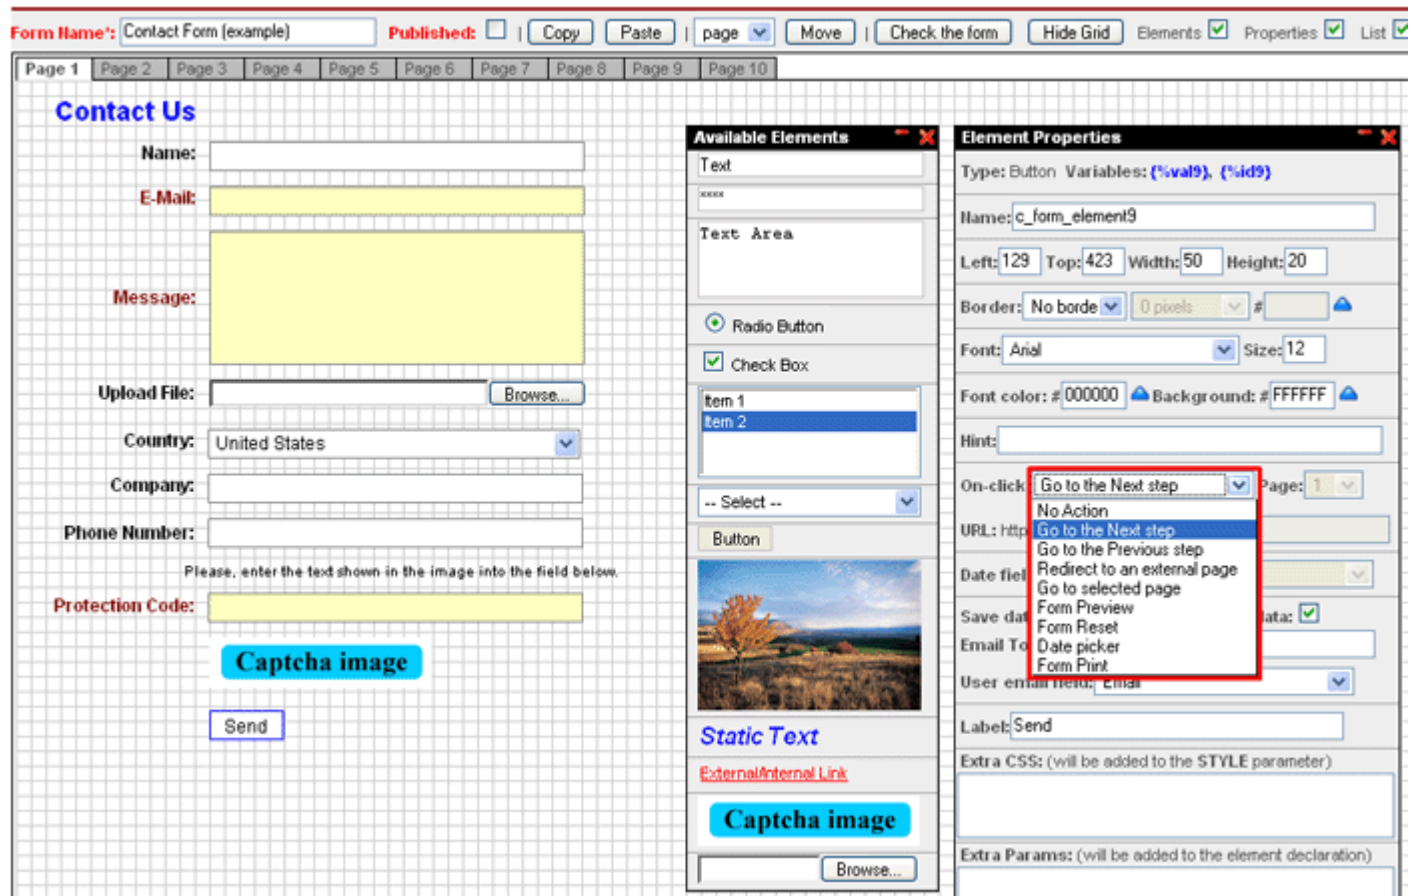 Form Name*: Contact Form (example) Published: | Copy Paste | page Move | Check the form Hide Grid Elements Properties List
Page 1 Page 2 Page 3 Page 4 Page 5 Page 6 Page 7 Page 8 Page 9 Page 10
Contact Us
Name:
E-Mail:
Message:
Upload File: Browse...
Country: United States
Company:
Phone Number:
Please, enter the text shown in the image into the field below.
Protection Code:
Captcha image
Send
Available Elements
Text
****
Text Area
Radio Button
Check Box
Item 1
Item 2
-- Select --
Button
Static Text
External/Internal Link
Captcha image
Browse...
Element Properties
Type: Button Variables: {%val9}, {%id9}
Name: c_form_element9
Left: 129 Top: 423 Width: 50 Height: 20
Border: No borde 0 pixels #
Font: Arial Size: 12
Font color: # 000000 Background: # FFFFFF
Hint:
On-click Go to the Next step Page: 1
No Action
Go to the Next step
Go to the Previous step
Redirect to an external page
Go to selected page
Form Preview
Form Reset
Date picker
Form Print
URL: http
Date fiel
Save dat ata:
Email To
User email field: Email
Label: Send
Extra CSS: (will be added to the STYLE parameter)
Extra Params: (will be added to the element declaration)